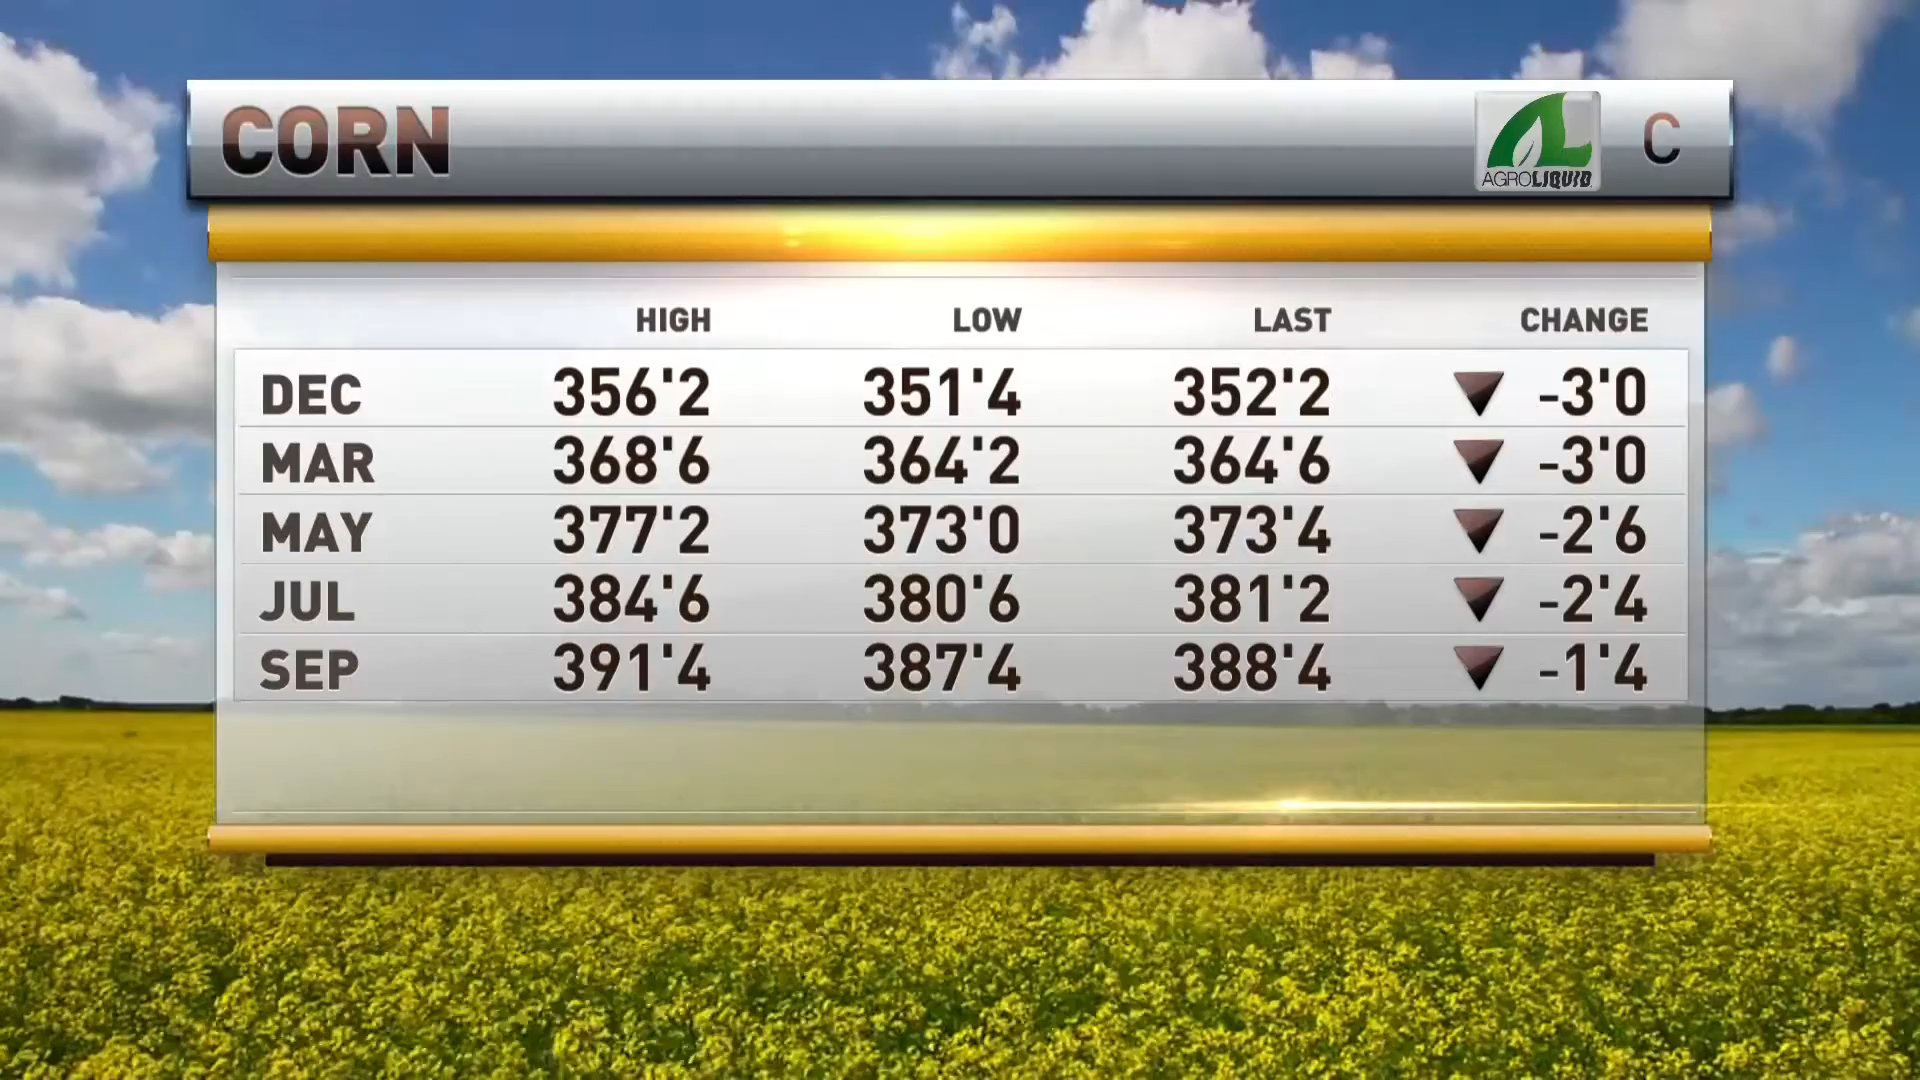 CORN AGROLIQUID C
HIGH LOW LAST CHANGE
DEC 356'2 351'4 352'2 -3'0
MAR 368'6 364'2 364'6 -3'0
MAY 377'2 373'0 373'4 -2'6
JUL 384'6 380'6 381'2 -2'4
SEP 391'4 387'4 388'4 -1'4